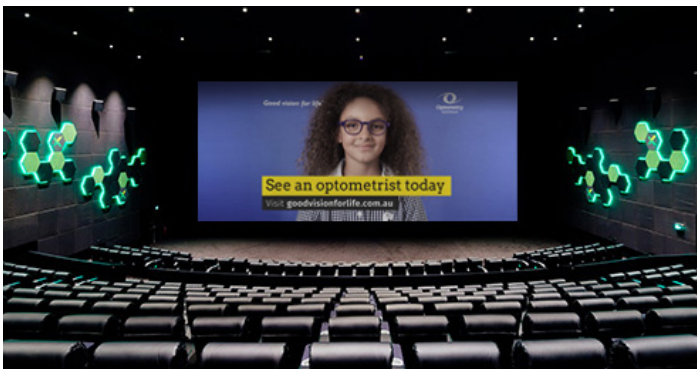 Good vision for life
Optometry
See an optometrist today
Visit goodvisionforlife.com.au